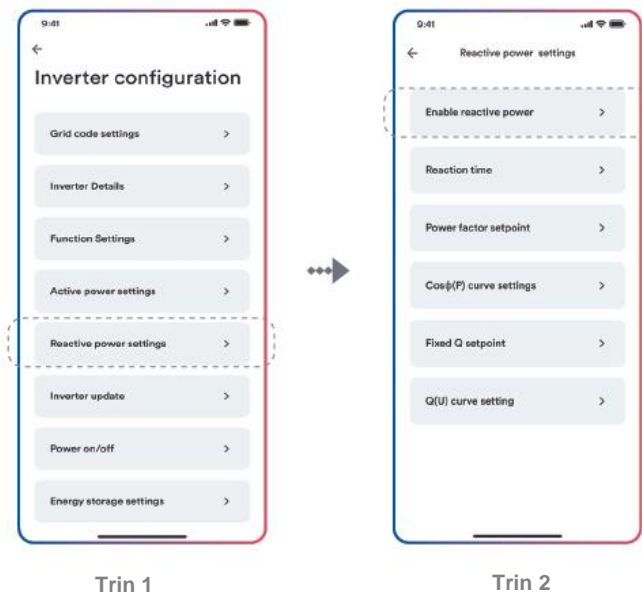 9:41
Inverter configuration
Grid code settings
Inverter Details
Function Settings
Active power settings
Reactive power settings
Inverter update
Power on/off
Energy storage settings
Trin 1
9:41
Reactive power settings
Enable reactive power
Reaction time
Power factor setpoint
Cosϕ(P) curve settings
Fixed Q setpoint
Q(U) curve setting
Trin 2